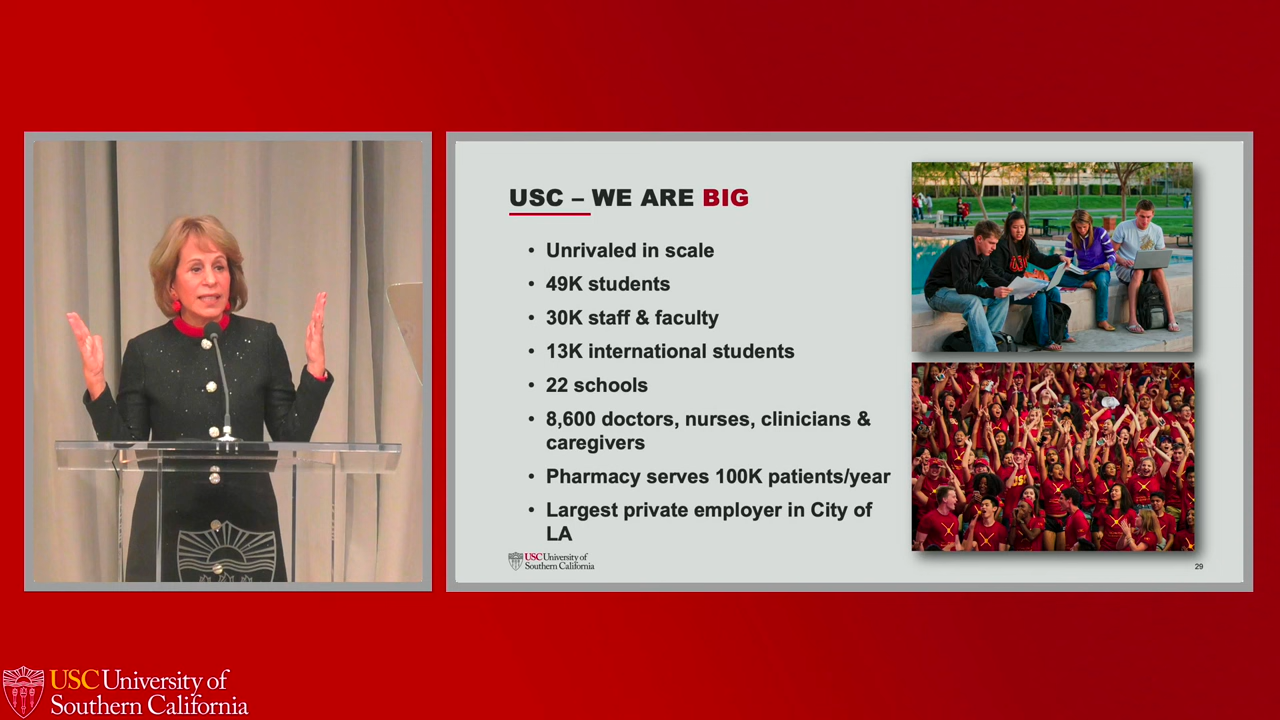 USC – WE ARE BIG
• Unrivaled in scale
• 49K students
• 30K staff & faculty
• 13K international students
• 22 schools
• 8,600 doctors, nurses, clinicians &
caregivers
• Pharmacy serves 100K patients/year
• Largest private employer in City of
LA
USC University of
Southern California
29
USC University of
Southern California